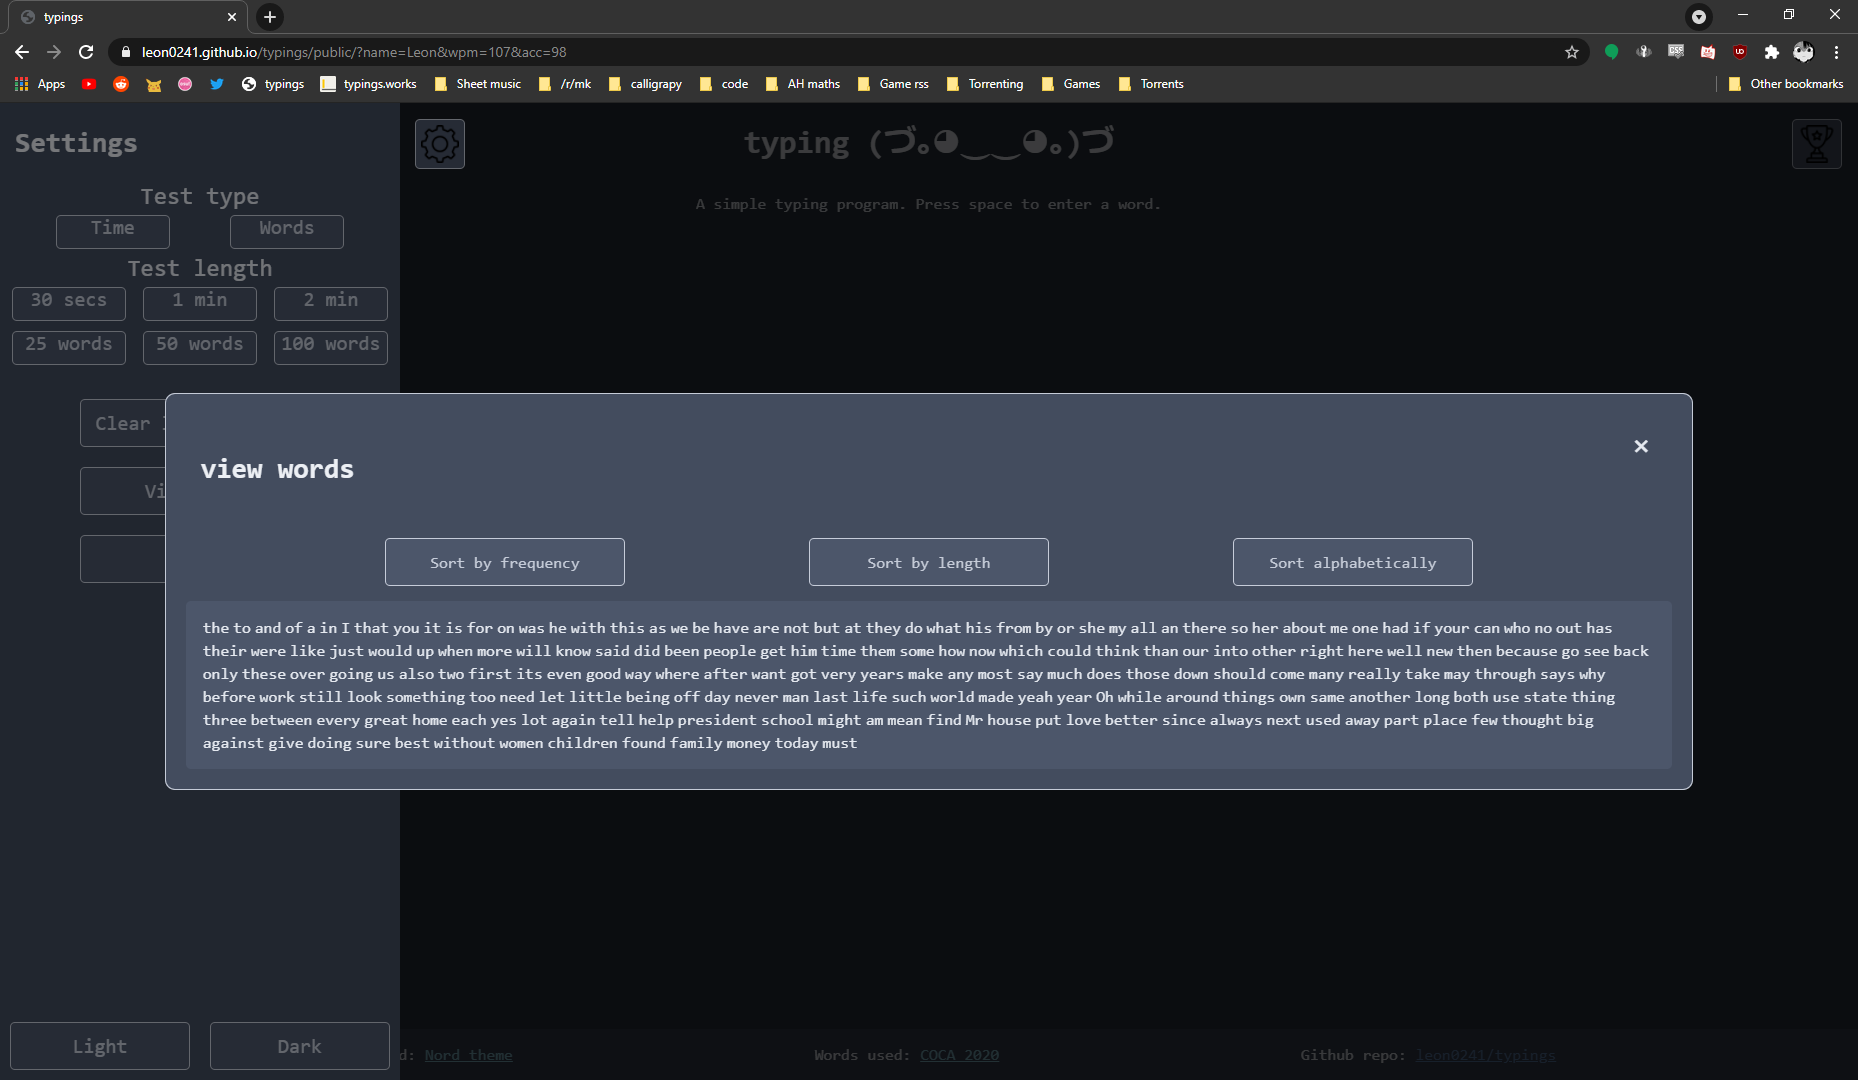 typings
leon0241.github.io/typings/public/?name=Leon&wpm=107&acc=98
Apps typings typings.works Sheet music /r/mk calligrapy code AH maths Game rss Torrenting Games Torrents Other bookmarks
Settings
typing (づ｡◕‿‿◕｡)づ
A simple typing program. Press space to enter a word.
Test type
Time Words
Test length
30 secs 1 min 2 min
25 words 50 words 100 words
Clear
view words
Sort by frequency Sort by length Sort alphabetically
the to and of a in I that you it is for on was he with this as we be have are not but at they do what his from by or she my all an there so her about me one had if your can who no out has
their were like just would up when more will know said did been people get him time them some how now which could think than our into other right here well new then because go see back
only these over going us also two first its even good way where after want got very years make any most say much does those down should come many really take may through says why
before work still look something too need let little being off day never man last life such world made yeah year Oh while around things own same another long both use state thing
three between every great home each yes lot again tell help president school might am mean find Mr house put love better since always next used away part place few thought big
against give doing sure best without women children found family money today must
Light Dark
d: Nord theme Words used: COCA 2020 Github repo: leon0241/typings